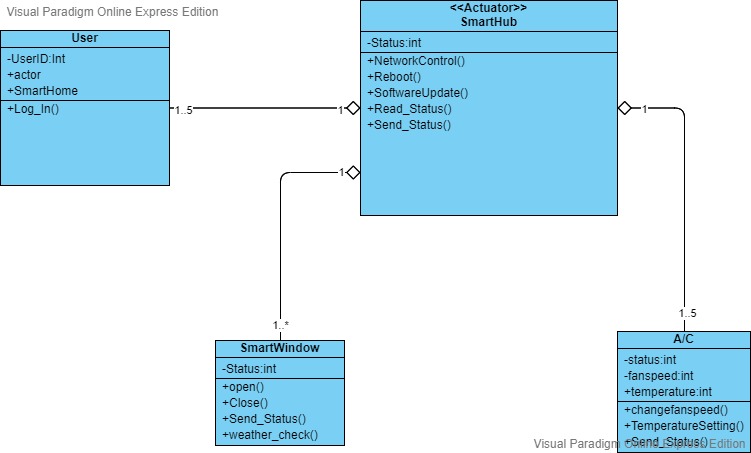 Visual Paradigm Online Express Edition
User
-UserID:Int
+actor
+SmartHome
+Log_In()
<<Actuator>>
SmartHub
-Status:int
+NetworkControl()
+Reboot()
+SoftwareUpdate()
+Read_Status()
+Send_Status()
1..5
1
1
1
1..*
1..5
SmartWindow
-Status:int
+open()
+Close()
+Send_Status()
+weather_check()
A/C
-status:int
-fanspeed:int
+temperature:int
+changefanspeed()
+TemperatureSetting()
+Send_Status()
Visual Paradigm Online Express Edition